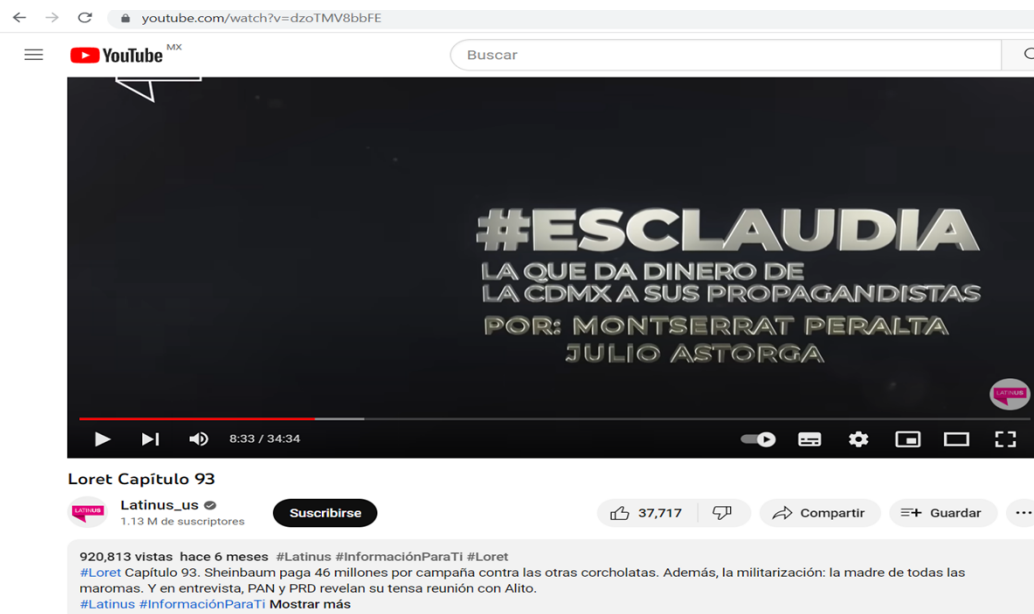 youtube.com/watch?v=dzoTMV8bbFE
YouTube MX
Buscar
#ESCLAUDIA
LA QUE DA DINERO DE
LA CDMX A SUS PROPAGANDISTAS
POR: MONTSERRAT PERALTA
JULIO ASTORGA
LATINUS
8:33 / 34:34
Loret Capítulo 93
LATINUS
Latinus_us
1.13 M de suscriptores
Suscribirse
37,717
Compartir
Guardar
920,813 vistas hace 6 meses #Latinus #InformaciónParaTi #Loret
#Loret Capítulo 93. Sheinbaum paga 46 millones por campaña contra las otras corcholatas. Además, la militarización: la madre de todas las
maromas. Y en entrevista, PAN y PRD revelan su tensa reunión con Alito.
#Latinus #InformaciónParaTi Mostrar más